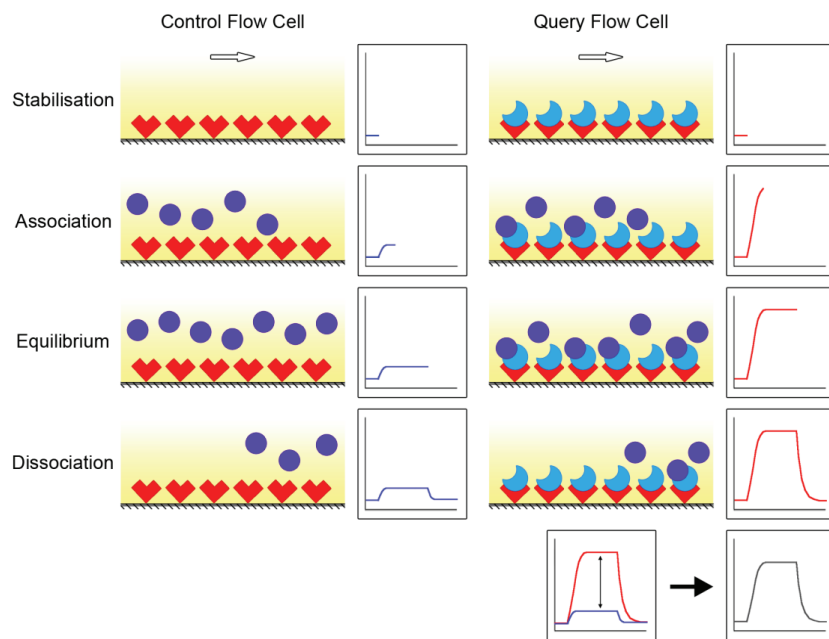 Control Flow Cell
Query Flow Cell
Stabilisation
Association
Equilibrium
Dissociation